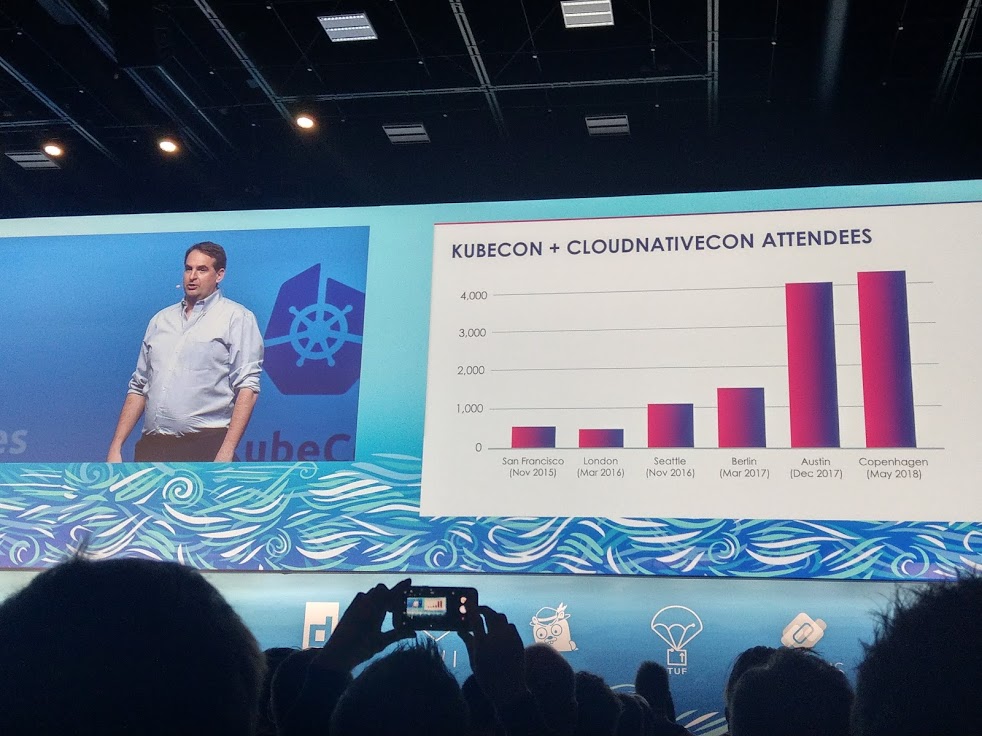 KUBECON + CLOUDNATIVECON ATTENDEES
4,000
3,000
2,000
1,000
0
San Francisco
(Nov 2015)
London
(Mar 2016)
Seattle
(Nov 2016)
Berlin
(Mar 2017)
Austin
(Dec 2017)
Copenhagen
(May 2018)
es
KubeC
d
TUF